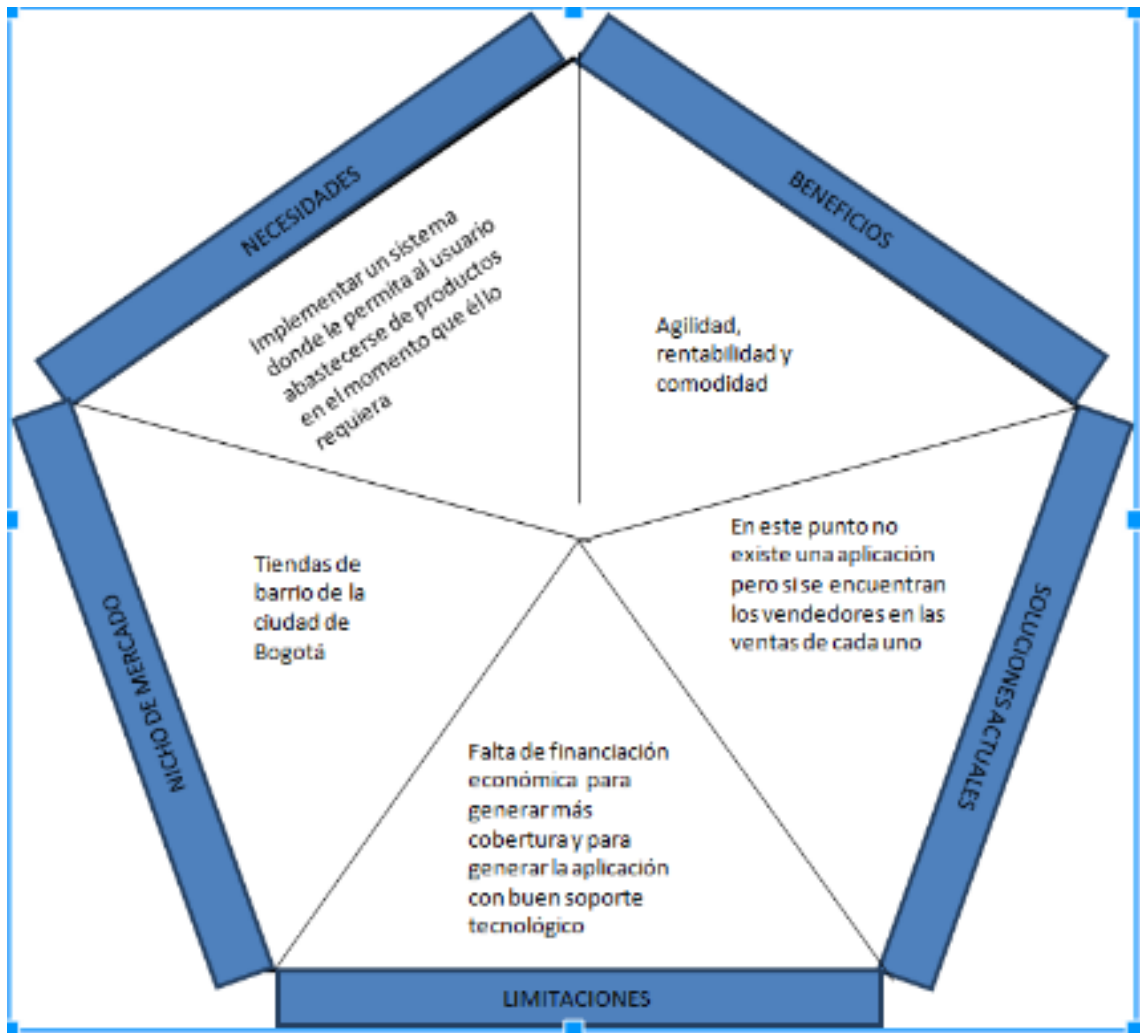 NECESIDADES
Implementar un sistema
donde le permita al usuario
abastecerse de productos
en el momento que él lo
requiera
BENEFICIOS
Agilidad,
rentabilidad y
comodidad
NICHO DE MERCADO
Tiendas de
barrio de la
ciudad de
Bogotá
SOLUCIONES ACTUALES
En este punto no
existe una aplicación
pero si se encuentran
los vendedores en las
ventas de cada uno
Falta de financiación
económica para
generar más
cobertura y para
generar la aplicación
con buen soporte
tecnológico
LIMITACIONES